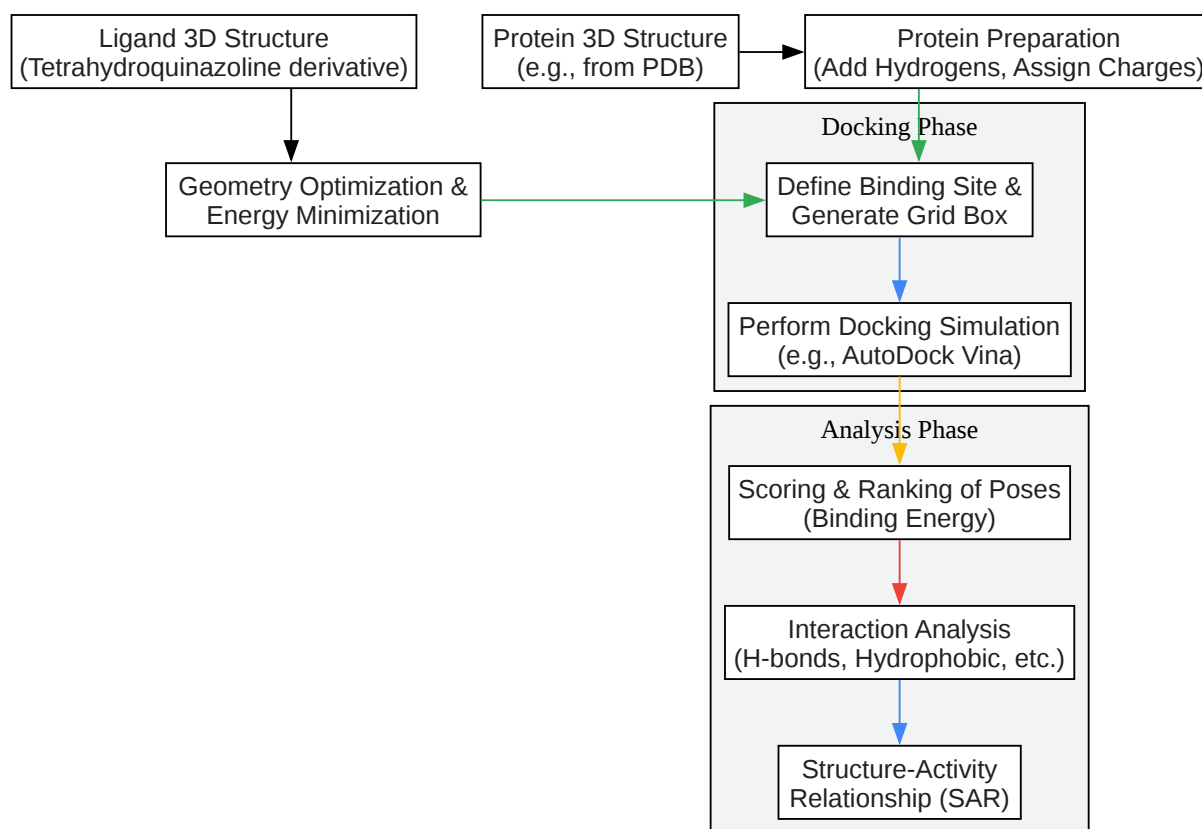 Ligand 3D Structure
(Tetrahydroquinazoline derivative)
Protein 3D Structure
(e.g., from PDB)
Protein Preparation
(Add Hydrogens, Assign Charges)
Docking Phase
Geometry Optimization &
Energy Minimization
Define Binding Site &
Generate Grid Box
Perform Docking Simulation
(e.g., AutoDock Vina)
Analysis Phase
Scoring & Ranking of Poses
(Binding Energy)
Interaction Analysis
(H-bonds, Hydrophobic, etc.)
Structure-Activity
Relationship (SAR)